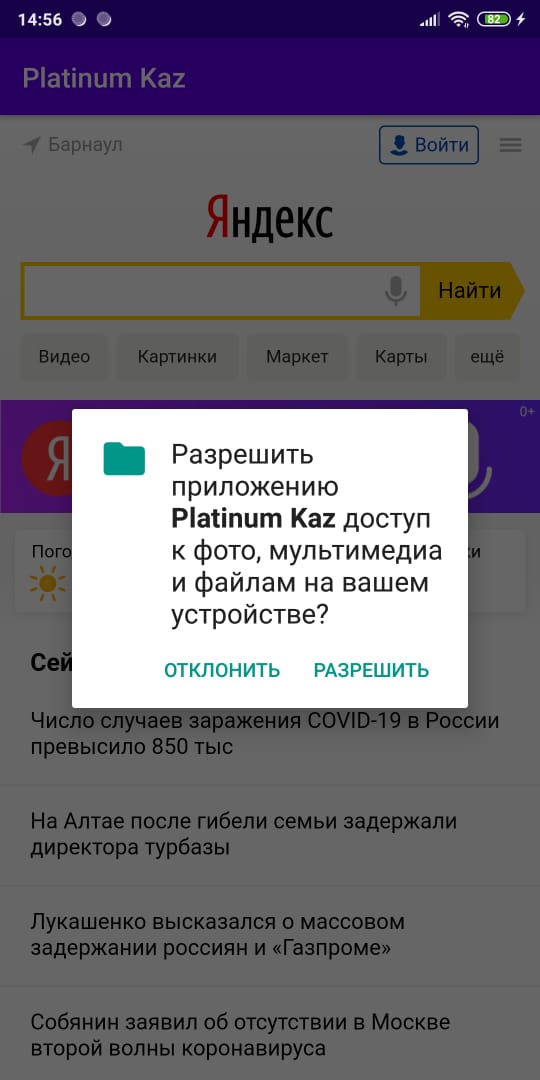 14:56
82
Platinum Kaz
Барнаул
Войти
Яндекс
Найти
Видео
Картинки
Маркет
Карты
ещё
0+
Я
Разрешить
приложению
Platinum Kaz доступ
к фото, мультимедиа
и файлам на вашем
устройстве?
ОТКЛОНИТЬ
РАЗРЕШИТЬ
Пого
ки
Сей
Число случаев заражения COVID-19 в России
превысило 850 тыс
На Алтае после гибели семьи задержали
директора турбазы
Лукашенко высказался о массовом
задержании россиян и «Газпроме»
Собянин заявил об отсутствии в Москве
второй волны коронавируса